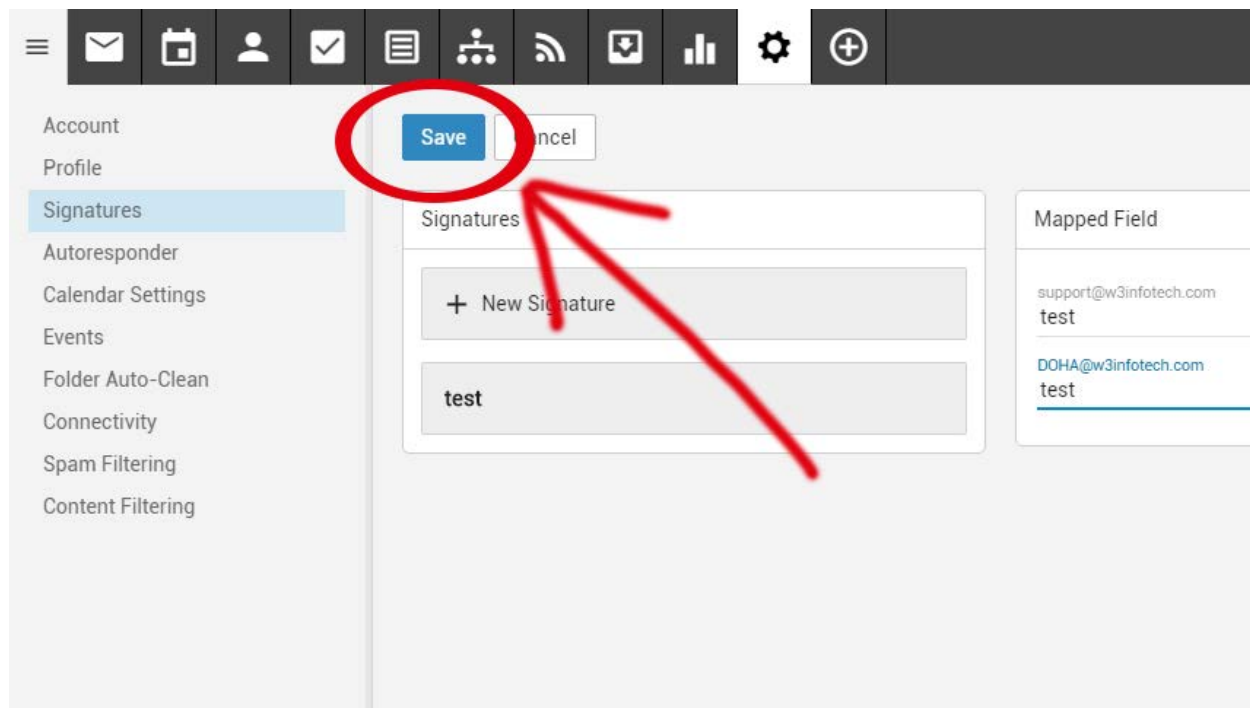 Account
Profile
Signatures
Autoresponder
Calendar Settings
Events
Folder Auto-Clean
Connectivity
Spam Filtering
Content Filtering
Save
Cancel
Signatures
+ New Signature
test
Mapped Field
support@w3infotech.com
test
DOHA@w3infotech.com
test